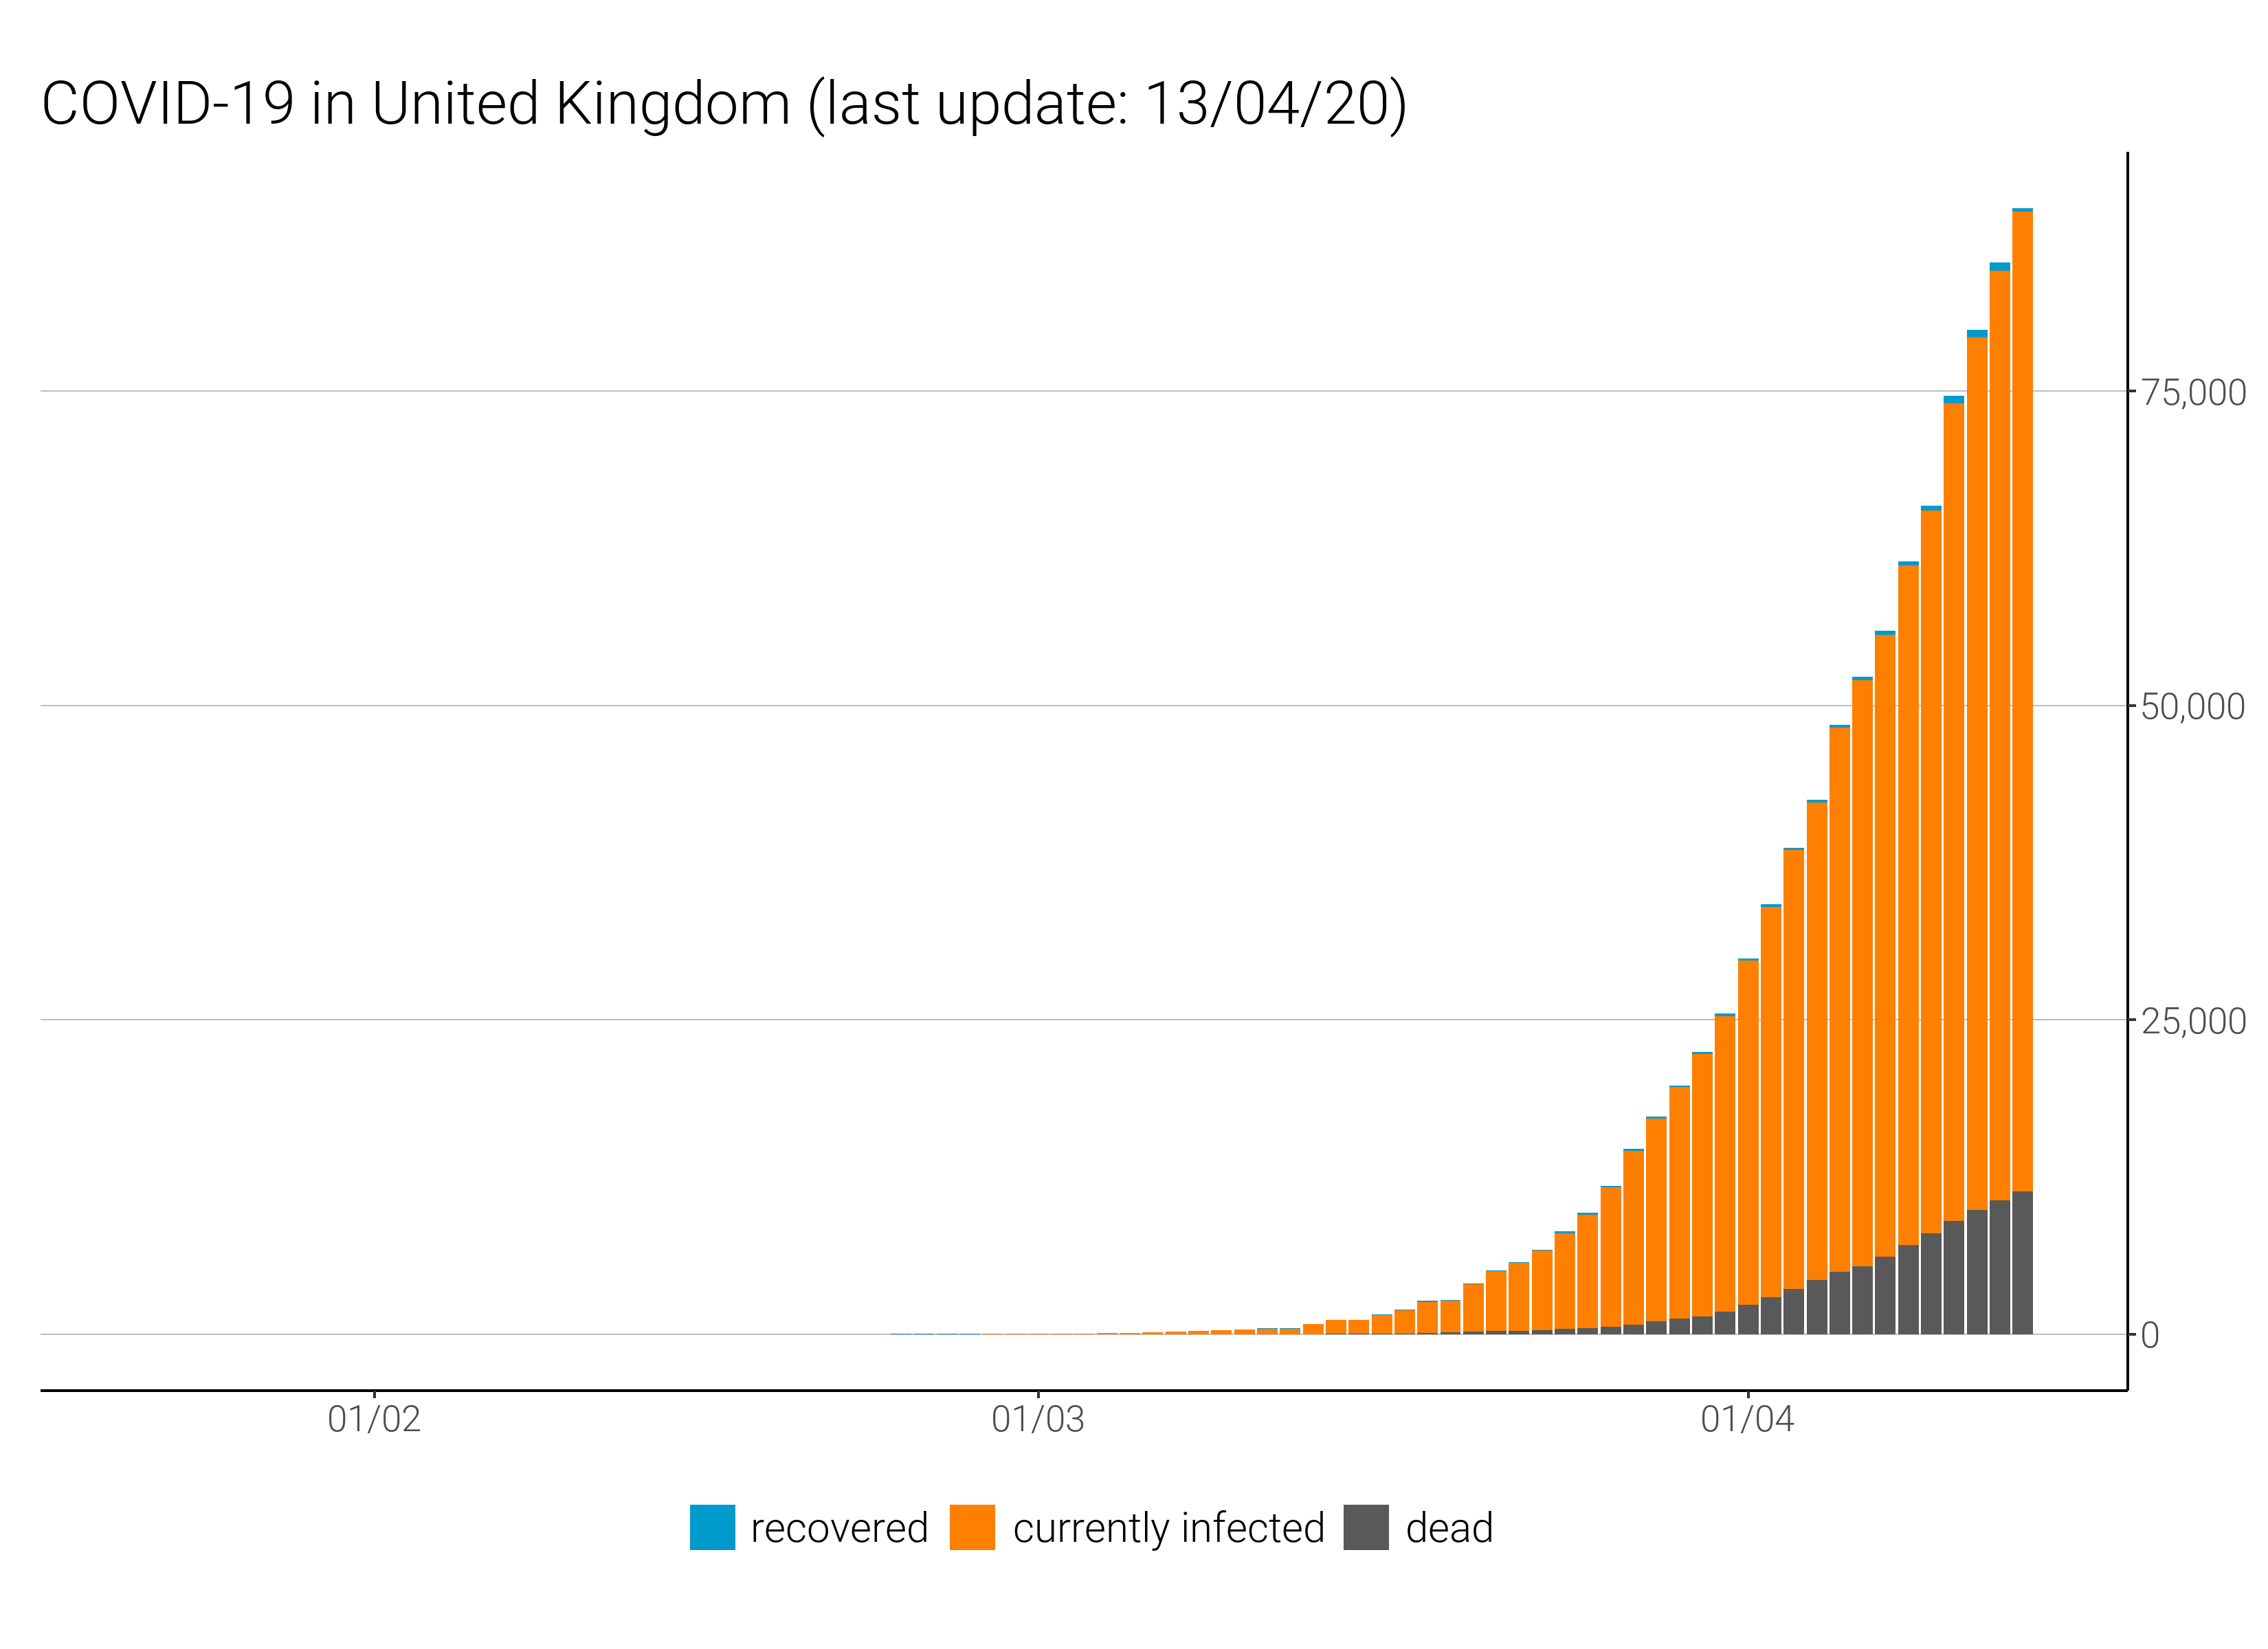 COVID-19 in United Kingdom (last update: 13/04/20)
75,000
50,000
25,000
0
01/02 01/03 01/04
recovered currently infected dead